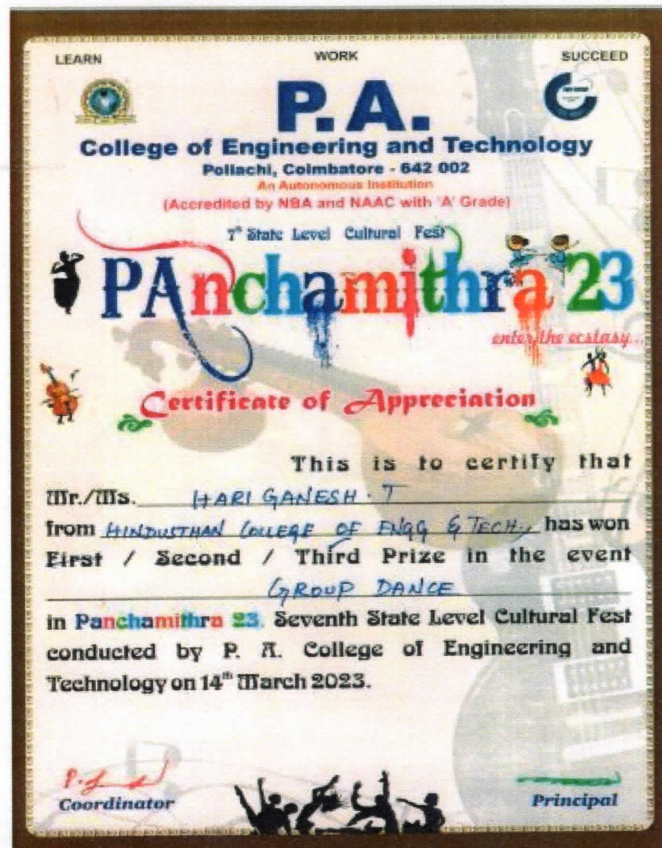 LEARN WORK SUCCEED
P.A.
College of Engineering and Technology
Pollachi, Coimbatore - 642 002
An Autonomous Institution
(Accredited by NBA and NAAC with 'A' Grade)
7th State Level Cultural Fest
PAnchamithra 23
enter the ecstasy...
Certificate of Appreciation
This is to certify that
Mr./Ms. HARI GANESH. T
from HINDUSTHAN COLLEGE OF ENGG & TECH., has won
First / Second / Third Prize in the event
GROUP DANCE
in Panchamithra 23, Seventh State Level Cultural Fest
conducted by P. A. College of Engineering and
Technology on 14th March 2023.
Coordinator Principal